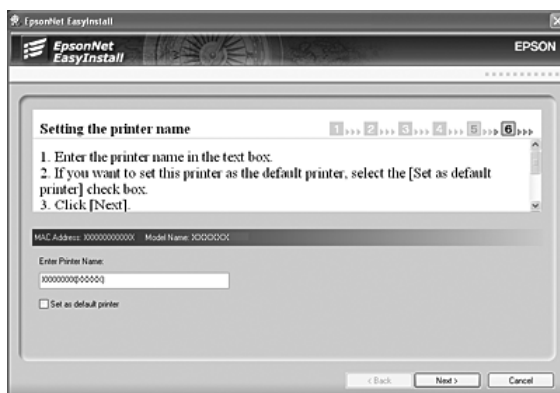 EpsonNet EasyInstall
EpsonNet
EasyInstall
EPSON
Setting the printer name
1 2 3 4 5 6
1. Enter the printer name in the text box.
2. If you want to set this printer as the default printer, select the [Set as default
printer] check box.
3. Click [Next].
MAC Address: XXXXXXXXXXXX Model Name: XXXXXXX
Enter Printer Name:
Set as default printer
< Back Next > Cancel